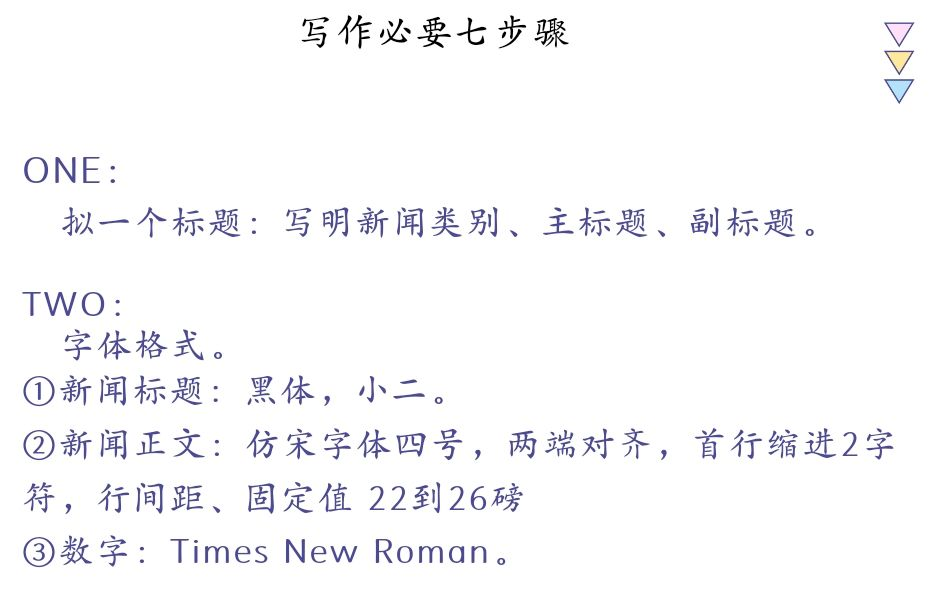 写作必要七步骤
ONE：
拟一个标题：写明新闻类别、主标题、副标题。
TWO：
字体格式。
①新闻标题：黑体，小二。
②新闻正文：仿宋字体四号，两端对齐，首行缩进2字
符，行间距、固定值 22到26磅
③数字：Times New Roman。